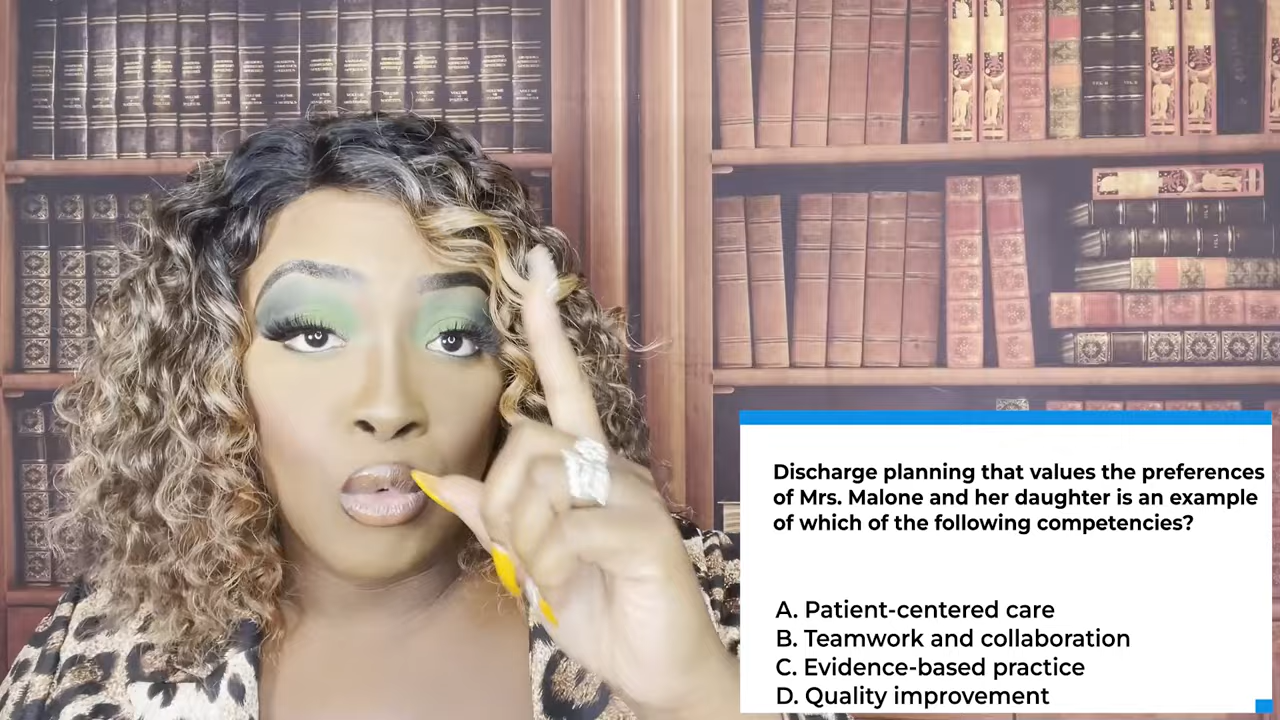 Discharge planning that values the preferences
of Mrs. Malone and her daughter is an example
of which of the following competencies?
A. Patient-centered care
B. Teamwork and collaboration
C. Evidence-based practice
D. Quality improvement